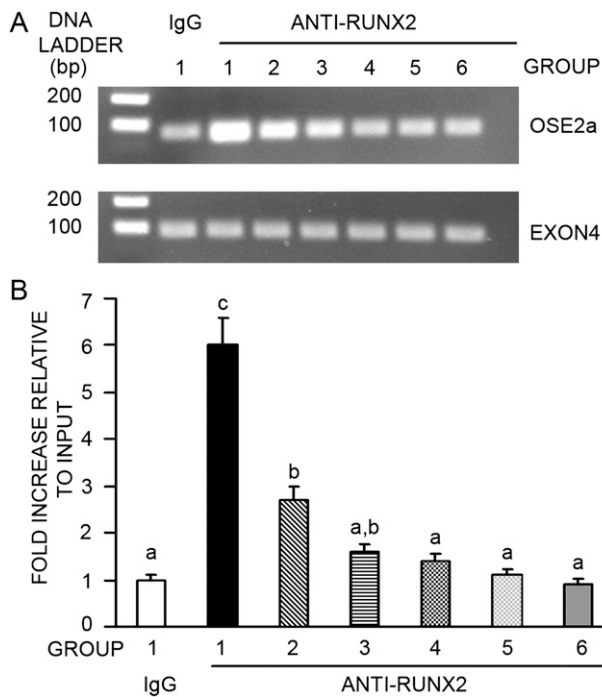 A DNA LADDER (bp) IgG ANTI-RUNX2
1 1 2 3 4 5 6 GROUP
200
100 OSE2a
200
100 EXON4
B
FOLD INCREASE RELATIVE
TO INPUT
7
6
5
4
3
2
1
0
a c b a,b a a a
GROUP 1 1 2 3 4 5 6
IgG ANTI-RUNX2